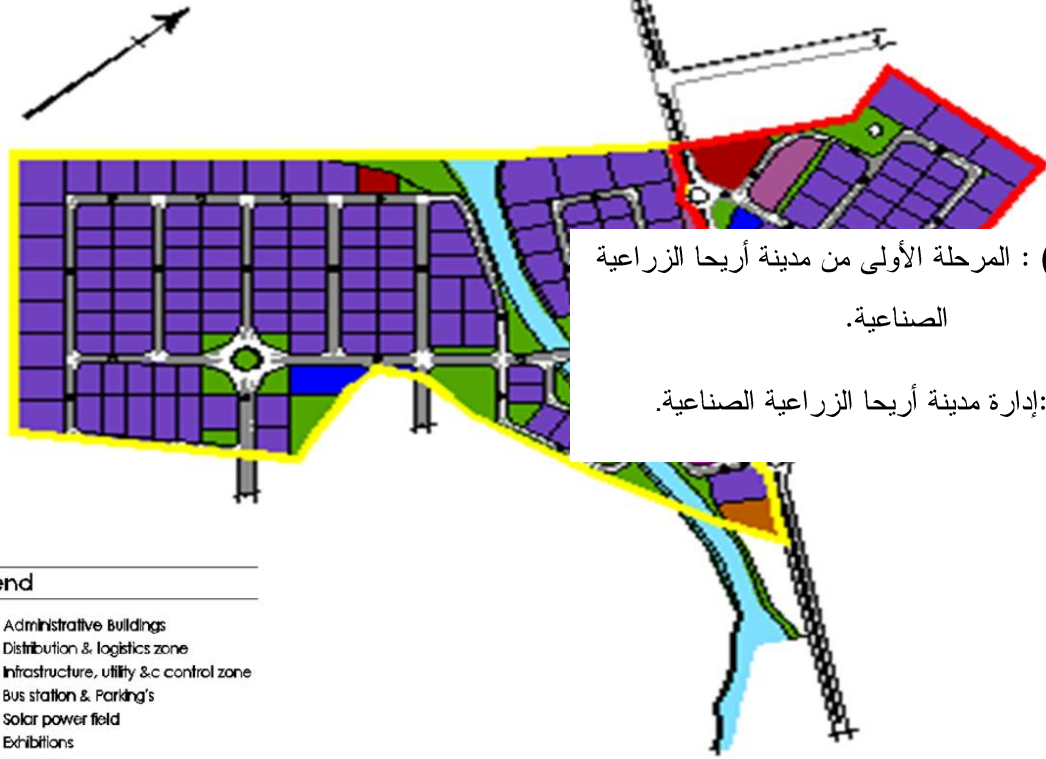 ) : المرحلة الأولى من مدينة أريحا الزراعية
الصناعية.
:إدارة مدينة أريحا الزراعية الصناعية.
end
Administrative Buildings
Distribution & logistics zone
Infrastructure, utility &c control zone
Bus station & Parking's
Solar power field
Exhibitions